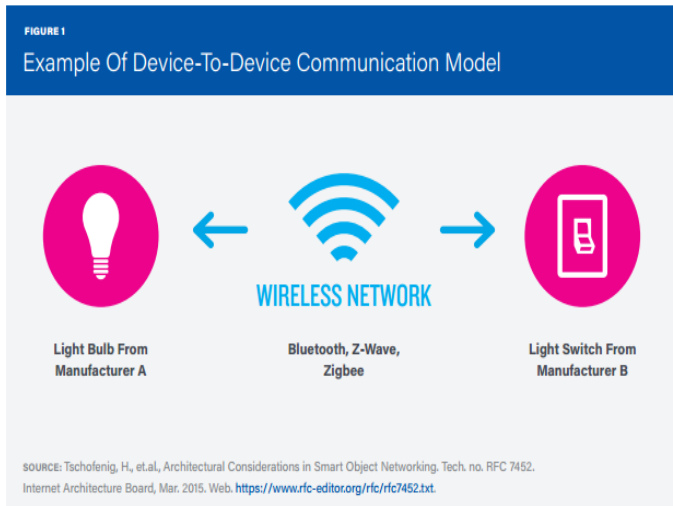 FIGURE 1
Example Of Device-To-Device Communication Model
WIRELESS NETWORK
Light Bulb From
Manufacturer A
Bluetooth, Z-Wave,
Zigbee
Light Switch From
Manufacturer B
SOURCE: Tschofenig, H., et.al., Architectural Considerations in Smart Object Networking. Tech. no. RFC 7452.
Internet Architecture Board, Mar. 2015. Web. https://www.rfc-editor.org/rfc/rfc7452.txt.